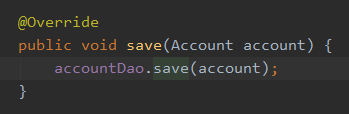 @Override
public void save(Account account) {
    accountDao.save(account);
}